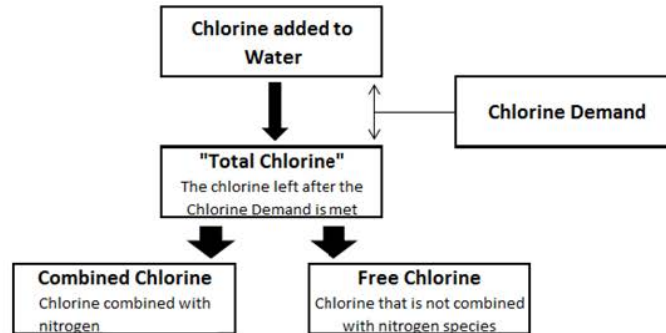 Chlorine added to
Water
Chlorine Demand
"Total Chlorine"
The chlorine left after the
Chlorine Demand is met
Combined Chlorine
Chlorine combined with
nitrogen
Free Chlorine
Chlorine that is not combined
with nitrogen species